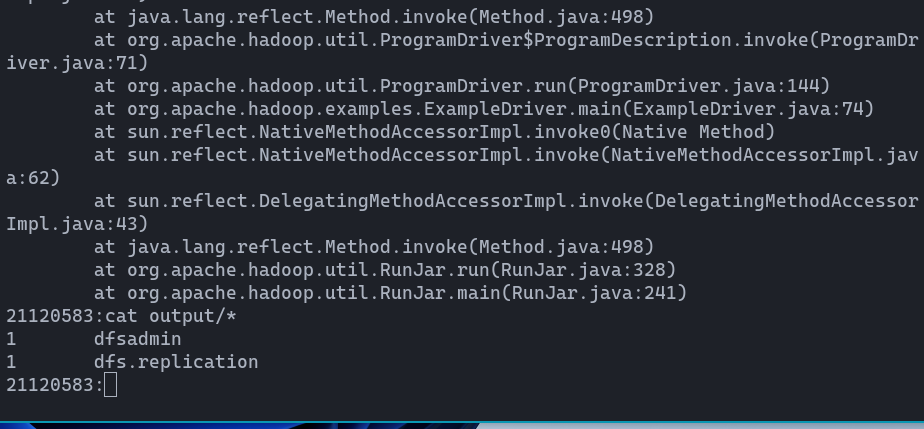 at java.lang.reflect.Method.invoke(Method.java:498)
at org.apache.hadoop.util.ProgramDriver$ProgramDescription.invoke(ProgramDr
iver.java:71)
at org.apache.hadoop.util.ProgramDriver.run(ProgramDriver.java:144)
at org.apache.hadoop.examples.ExampleDriver.main(ExampleDriver.java:74)
at sun.reflect.NativeMethodAccessorImpl.invoke0(Native Method)
at sun.reflect.NativeMethodAccessorImpl.invoke(NativeMethodAccessorImpl.jav
a:62)
at sun.reflect.DelegatingMethodAccessorImpl.invoke(DelegatingMethodAccessor
Impl.java:43)
at java.lang.reflect.Method.invoke(Method.java:498)
at org.apache.hadoop.util.RunJar.run(RunJar.java:328)
at org.apache.hadoop.util.RunJar.main(RunJar.java:241)
21120583:cat output/*
1 dfsadmin
1 dfs.replication
21120583: